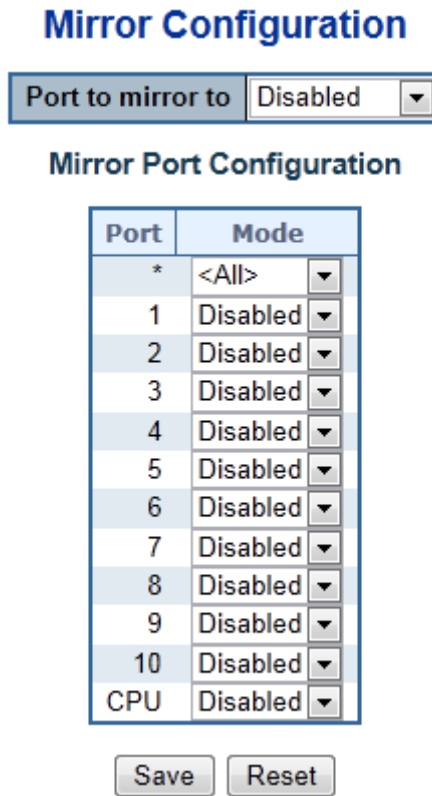 Mirror Configuration
Port to mirror to Disabled
Mirror Port Configuration
Port Mode
* <All>
1 Disabled
2 Disabled
3 Disabled
4 Disabled
5 Disabled
6 Disabled
7 Disabled
8 Disabled
9 Disabled
10 Disabled
CPU Disabled
Save Reset